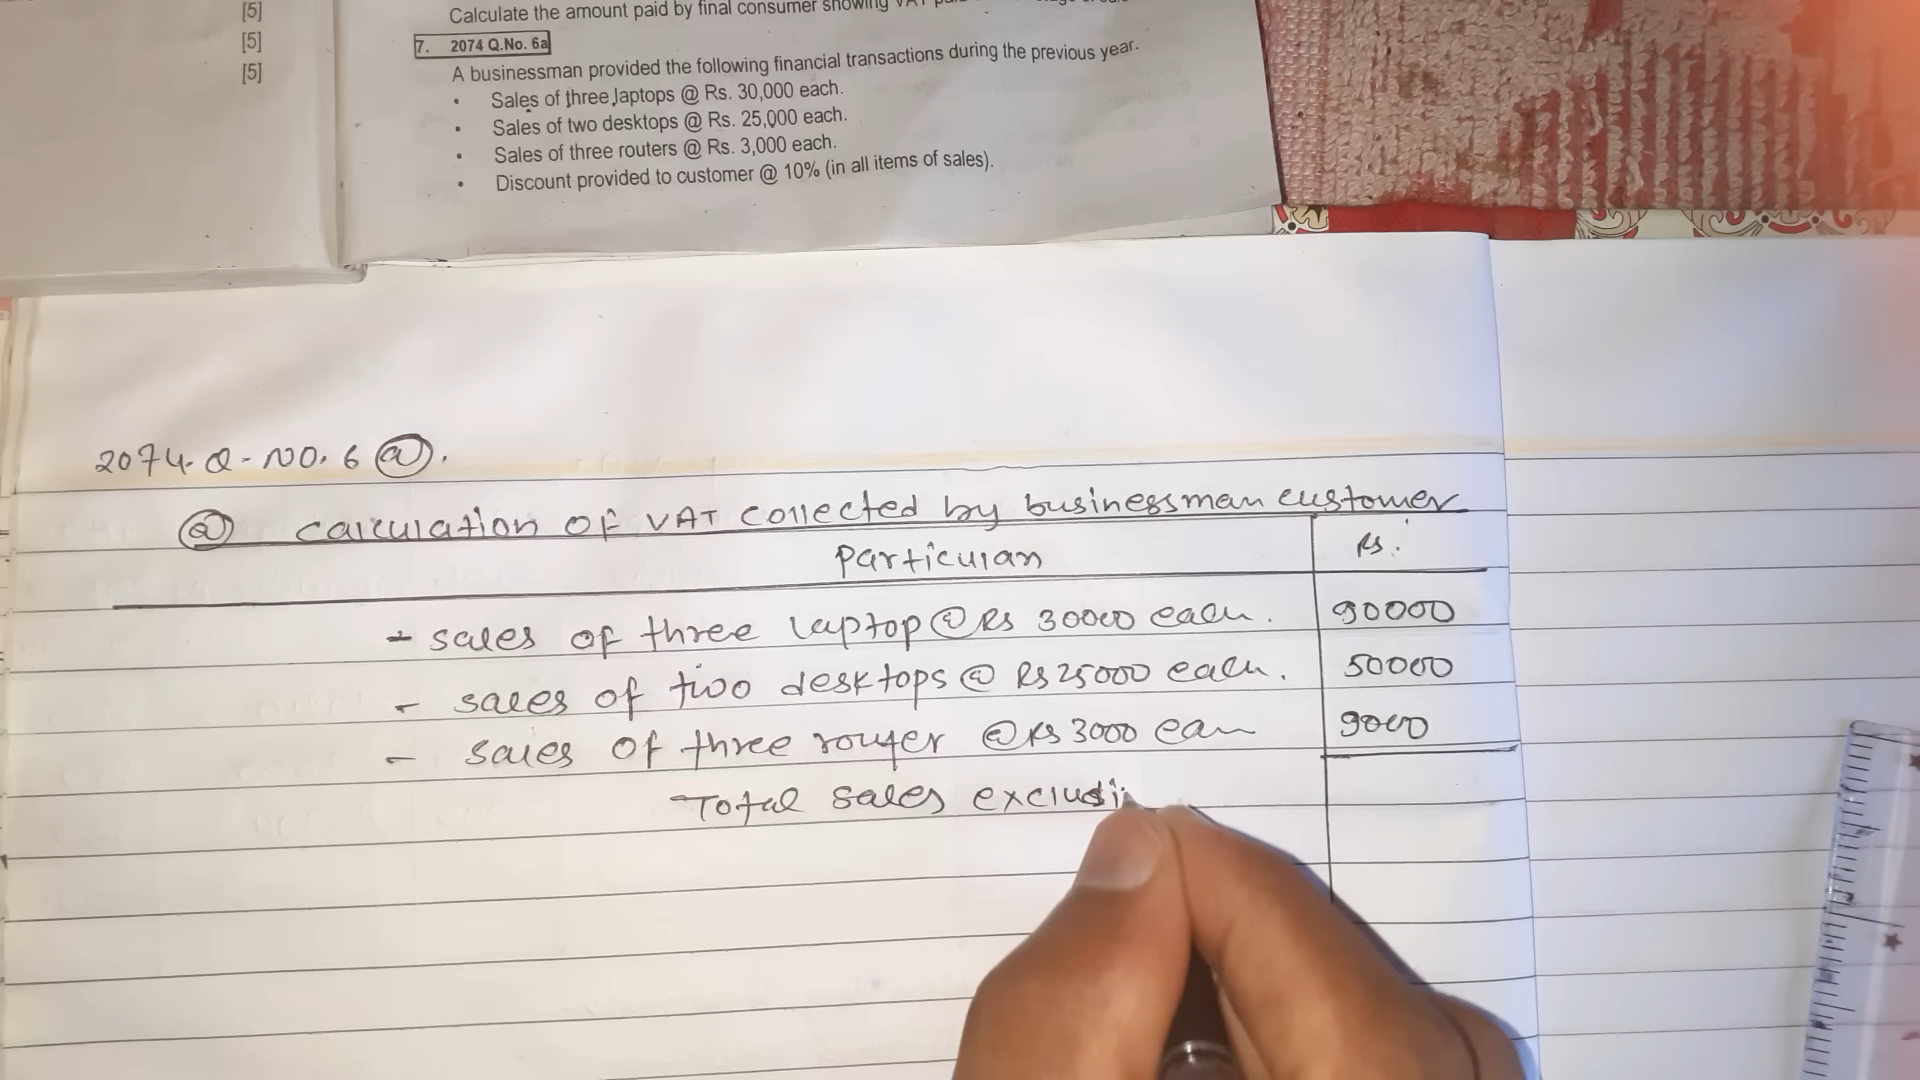 [5]
[5]
[5]
Calculate the amount paid by final consumer showing VAT
7. 2074 Q.No. 6a
A businessman provided the following financial transactions during the previous year.
• Sales of three laptops @ Rs. 30,000 each.
• Sales of two desktops @ Rs. 25,000 each.
• Sales of three routers @ Rs. 3,000 each.
• Discount provided to customer @ 10% (in all items of sales).
2074. Q. NO. 6 (a).
(a) calculation of VAT collected by businessman customer
particulars Rs.
- sales of three laptop @ Rs 30000 each. 90000
- sales of two desktops @ Rs 25000 each. 50000
- sales of three router @ Rs 3000 each 9000
Total sales excludi